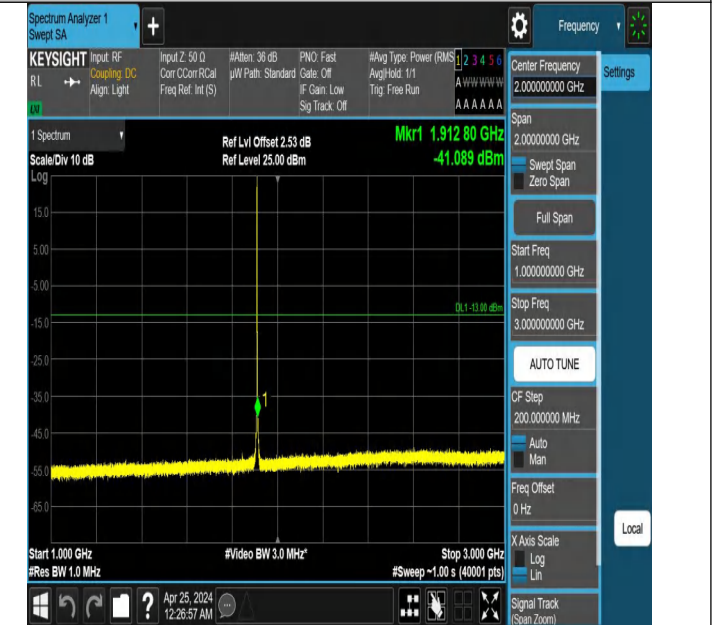 Spectrum Analyzer 1
Swept SA
+
Frequency
KEYSIGHT
RL
Input: RF
Coupling: DC
Align: Light
Input Z: 50 Ω
Corr CCorr RCal
Freq Ref: Int (S)
#Atten: 36 dB
µW Path: Standard
PNO: Fast
Gate: Off
IF Gain: Low
Sig Track: Off
#Avg Type: Power (RMS
Avg|Hold: 1/1
Trig: Free Run
1 2 3 4 5 6
A W W W W W
A A A A A A
1 Spectrum
Scale/Div 10 dB
Log
Ref Lvl Offset 2.53 dB
Ref Level 25.00 dBm
Mkr1 1.912 80 GHz
-41.089 dBm
15.0
5.00
-5.00
-15.0
-25.0
-35.0
-45.0
-55.0
-65.0
DL1 -13.00 dBm
1
Start 1.000 GHz
#Res BW 1.0 MHz
#Video BW 3.0 MHz*
Stop 3.000 GHz
#Sweep ~1.00 s (40001 pts)
Center Frequency
2.000000000 GHz
Settings
Span
2.00000000 GHz
Swept Span
Zero Span
Full Span
Start Freq
1.000000000 GHz
Stop Freq
3.000000000 GHz
AUTO TUNE
CF Step
200.000000 MHz
Auto
Man
Freq Offset
0 Hz
X Axis Scale
Log
Lin
Local
Signal Track
(Span Zoom)
?
Apr 25, 2024
12:26:57 AM